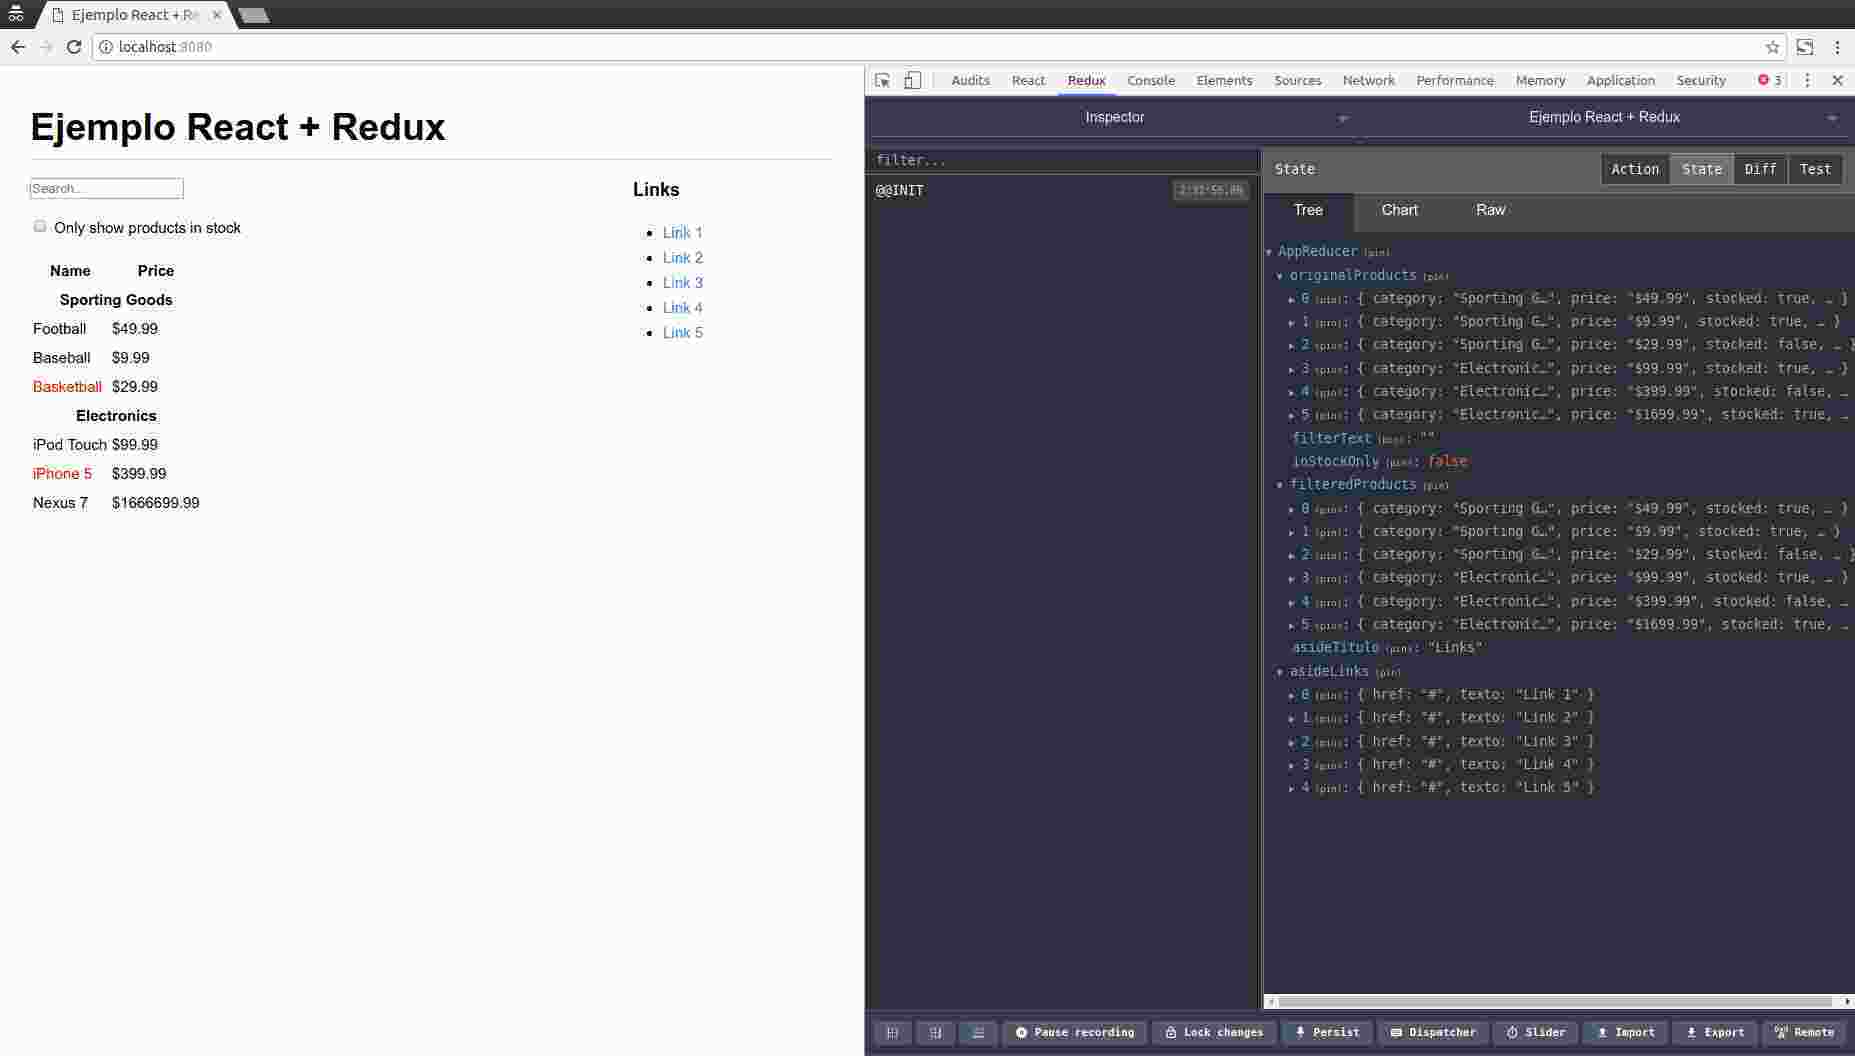 Ejemplo React + Re
localhost:8080
Audits React Redux Console Elements Sources Network Performance Memory Application Security 3
Inspector
Ejemplo React + Redux
Ejemplo React + Redux
Search...
Only show products in stock
Name Price
Sporting Goods
Football $49.99
Baseball $9.99
Basketball $29.99
Electronics
iPod Touch $99.99
iPhone 5 $399.99
Nexus 7 $1666699.99
Links
Link 1
Link 2
Link 3
Link 4
Link 5
filter...
@@INIT
State
Action State Diff Test
Tree Chart Raw
AppReducer (pin)
originalProducts (pin)
0 (pin): { category: "Sporting G…", price: "$49.99", stocked: true, … }
1 (pin): { category: "Sporting G…", price: "$9.99", stocked: true, … }
2 (pin): { category: "Sporting G…", price: "$29.99", stocked: false, … }
3 (pin): { category: "Electronic…", price: "$99.99", stocked: true, … }
4 (pin): { category: "Electronic…", price: "$399.99", stocked: false, …
5 (pin): { category: "Electronic…", price: "$1699.99", stocked: true, …
filterText (pin): ""
inStockOnly (pin): false
filteredProducts (pin)
0 (pin): { category: "Sporting G…", price: "$49.99", stocked: true, … }
1 (pin): { category: "Sporting G…", price: "$9.99", stocked: true, … }
2 (pin): { category: "Sporting G…", price: "$29.99", stocked: false, … }
3 (pin): { category: "Electronic…", price: "$99.99", stocked: true, … }
4 (pin): { category: "Electronic…", price: "$399.99", stocked: false, …
5 (pin): { category: "Electronic…", price: "$1699.99", stocked: true, …
asideTitulo (pin): "Links"
asideLinks (pin)
0 (pin): { href: "#", texto: "Link 1" }
1 (pin): { href: "#", texto: "Link 2" }
2 (pin): { href: "#", texto: "Link 3" }
3 (pin): { href: "#", texto: "Link 4" }
4 (pin): { href: "#", texto: "Link 5" }
Pause recording Lock changes Persist Dispatcher Slider Import Export Remote